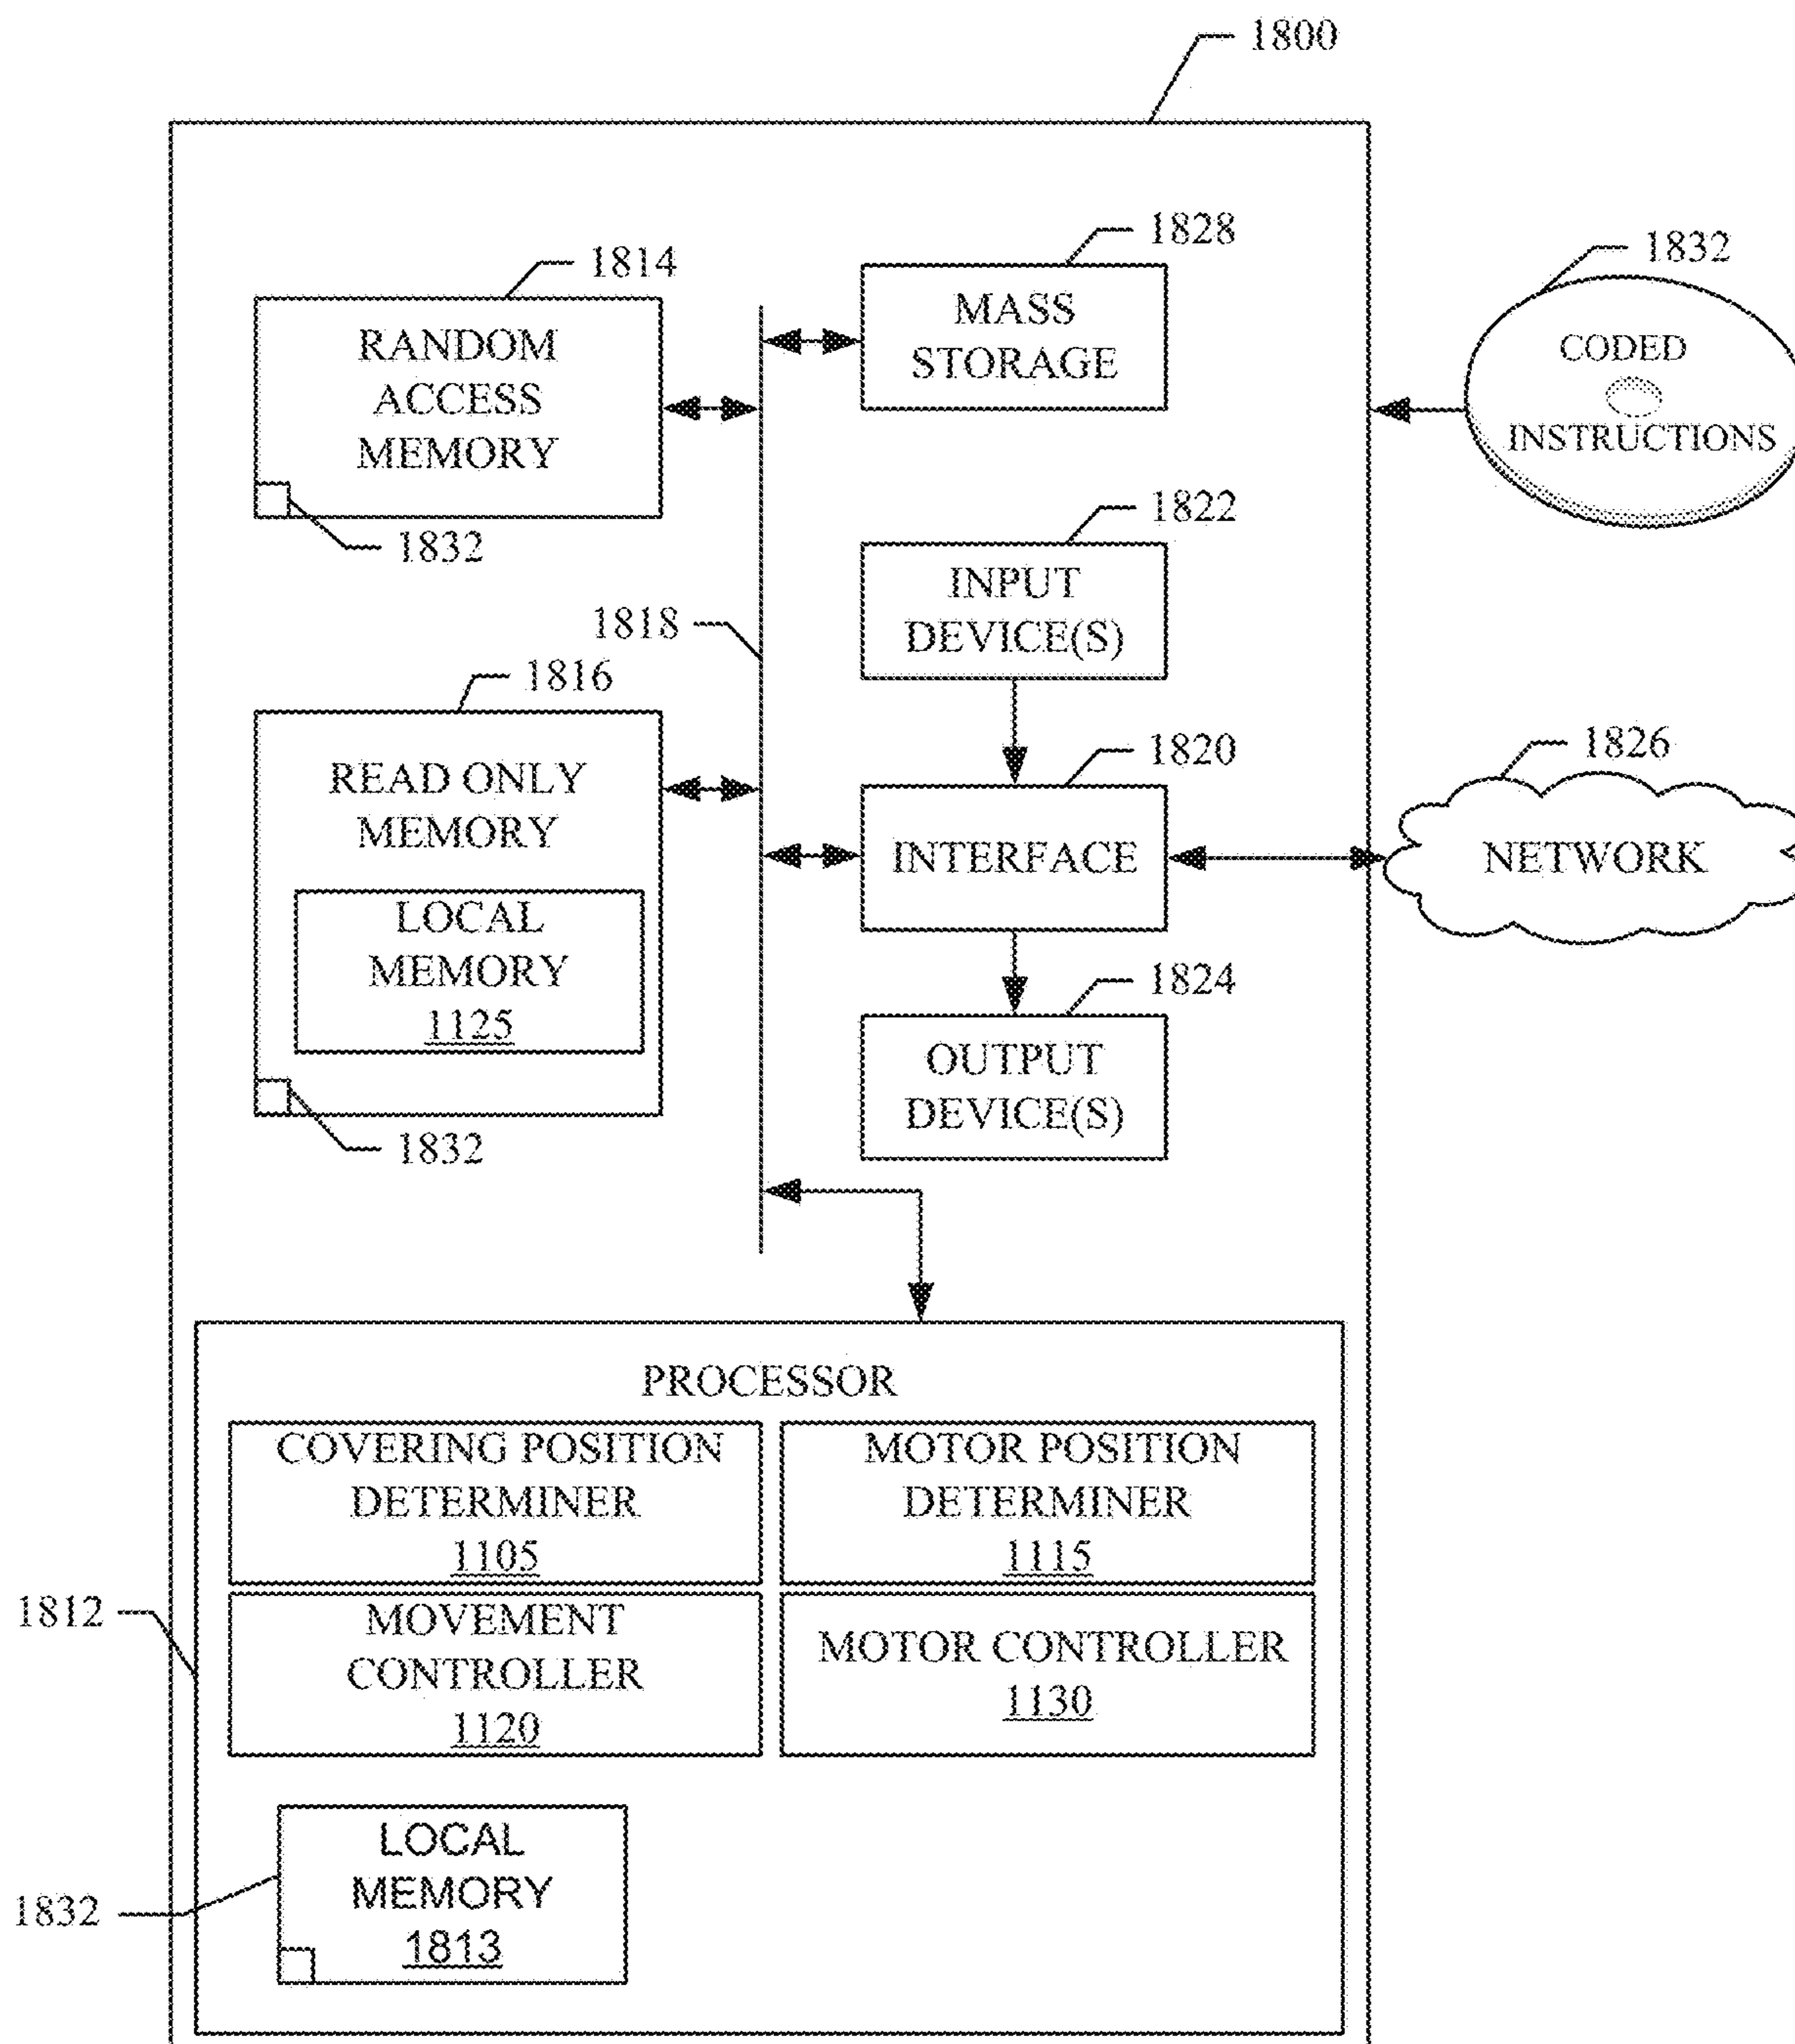 1800
1828
1814
1832
RANDOM
ACCESS
MEMORY
MASS
STORAGE
CODED
INSTRUCTIONS
1832
1822
INPUT
DEVICE(S)
1818
1816
1820
1826
READ ONLY
MEMORY
INTERFACE
NETWORK
LOCAL
MEMORY
1125
1824
OUTPUT
DEVICE(S)
1832
PROCESSOR
COVERING POSITION
DETERMINER
1105
MOTOR POSITION
DETERMINER
1115
1812
MOVEMENT
CONTROLLER
1120
MOTOR CONTROLLER
1130
LOCAL
MEMORY
1813
1832